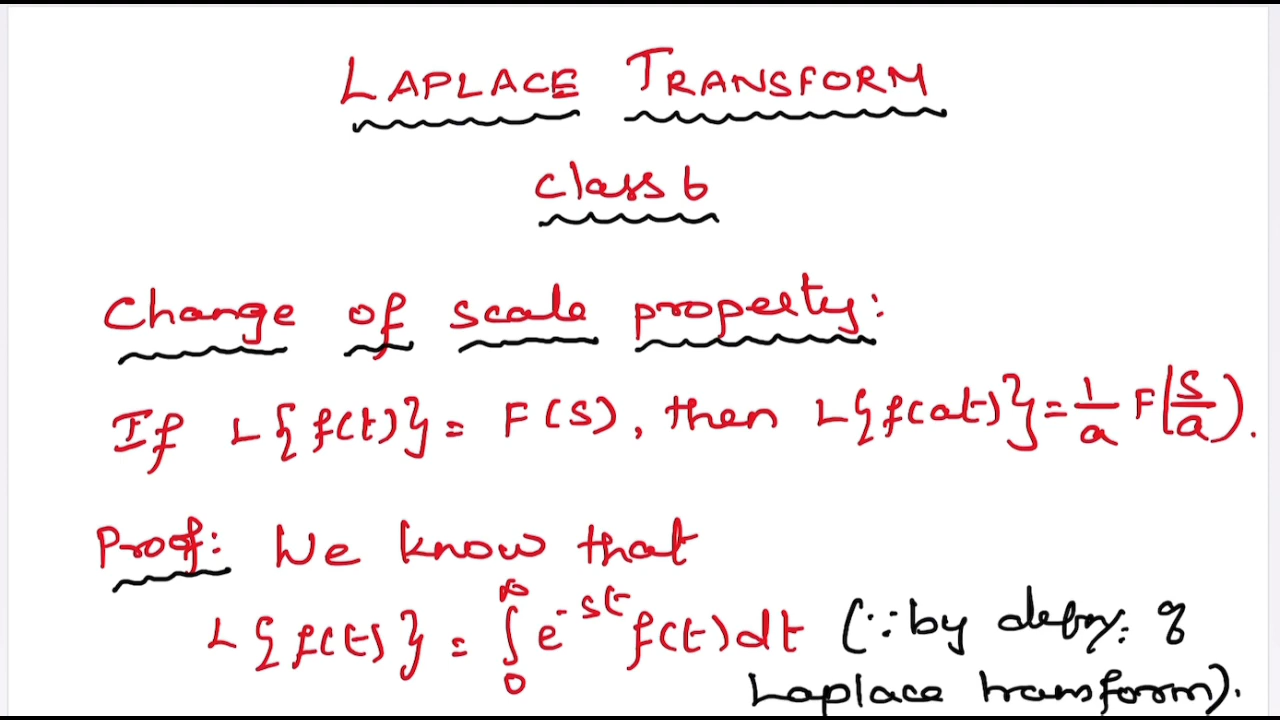 LAPLACE TRANSFORM
class 6
Change of scale property:
If L{f(t)} = F(S), then L{f(at)} = 1/a F(S/a).
Proof: We know that
L{f(t)} = ∫₀^∞ e^-st f(t) dt (∵ by defn: of
Laplace transform).